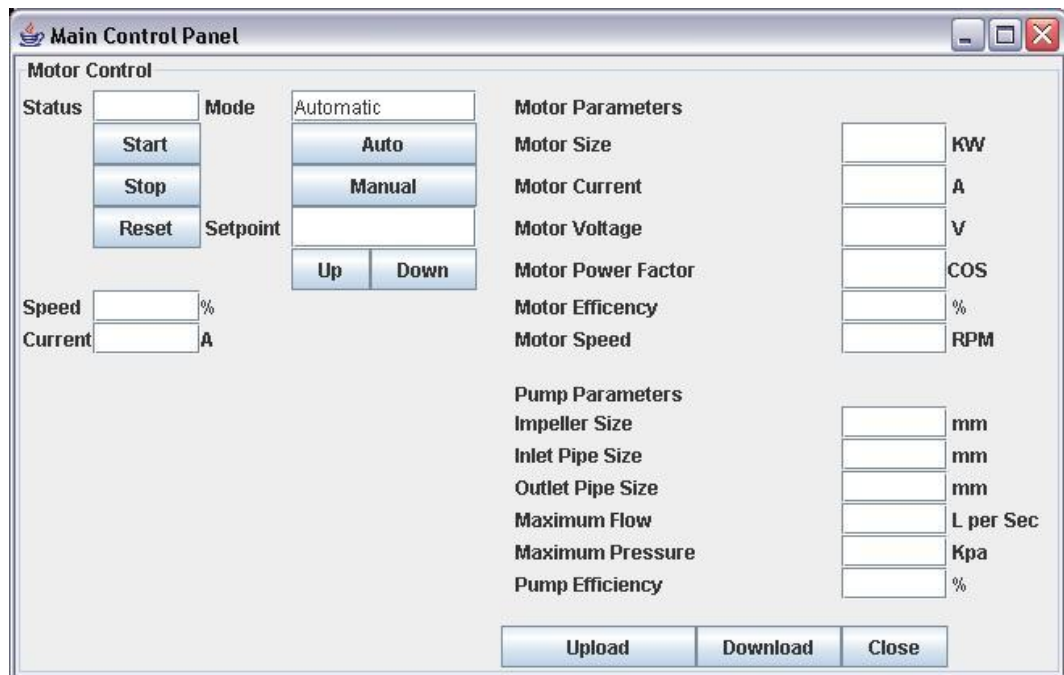 Main Control Panel
Motor Control
Status Mode Automatic
Start Auto
Stop Manual
Reset Setpoint
Up Down
Speed %
Current A
Motor Parameters
Motor Size KW
Motor Current A
Motor Voltage V
Motor Power Factor COS
Motor Efficency %
Motor Speed RPM
Pump Parameters
Impeller Size mm
Inlet Pipe Size mm
Outlet Pipe Size mm
Maximum Flow L per Sec
Maximum Pressure Kpa
Pump Efficiency %
Upload Download Close